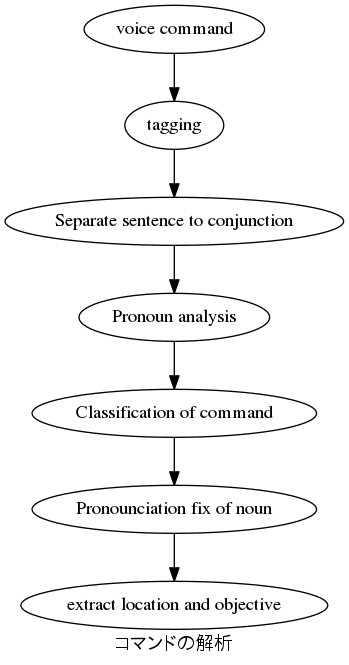 voice command
tagging
Separate sentence to conjunction
Pronoun analysis
Classification of command
Pronounciation fix of noun
extract location and objective
コマンドの解析